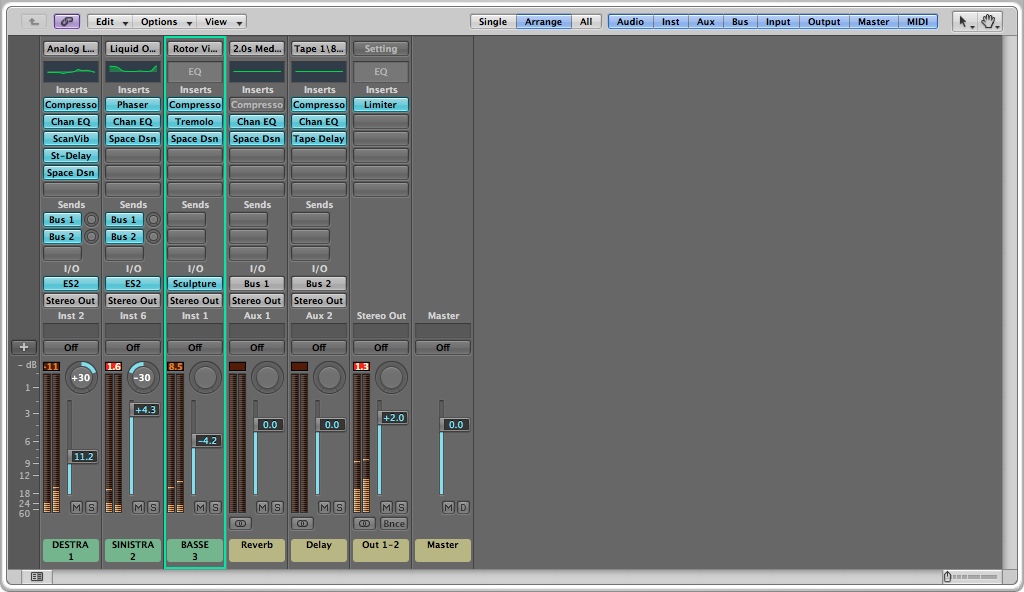 Edit Options View Single Arrange All Audio Inst Aux Bus Input Output Master MIDI
Analog L... Liquid O... Rotor Vi... 2.0s Med... Tape 1\8... Setting
EQ EQ
Inserts Inserts Inserts Inserts Inserts Inserts
Compresso Phaser Compresso Compresso Compresso Limiter
Chan EQ Chan EQ Tremolo Chan EQ Chan EQ
ScanVib Space Dsn Space Dsn Space Dsn Tape Delay
St-Delay
Space Dsn
Sends Sends Sends Sends Sends
Bus 1 Bus 1
Bus 2 Bus 2
I/O I/O I/O I/O I/O
ES2 ES2 Sculpture Bus 1 Bus 2
Stereo Out Stereo Out Stereo Out Stereo Out Stereo Out
Inst 2 Inst 6 Inst 1 Aux 1 Aux 2 Stereo Out Master
+ Off Off Off Off Off Off Off
- dB -11 +30 1.6 -30 8.5 1.3
1
3 +4.3 +2.0
0.0 0.0 0.0
6 -4.2
9 11.2
12
18
24 M S M S M S M S M S M S M D
60
Bnce
DESTRA SINISTRA BASSE Reverb Delay Out 1-2 Master
1 2 3